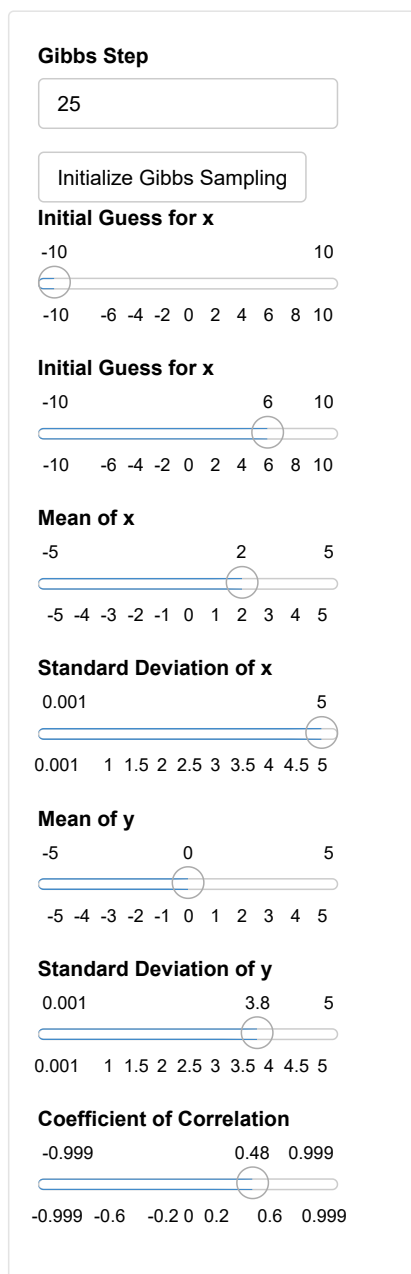 Gibbs Step
25
Initialize Gibbs Sampling
Initial Guess for x
-10 10
-10 -6 -4 -2 0 2 4 6 8 10
Initial Guess for x
-10 6 10
-10 -6 -4 -2 0 2 4 6 8 10
Mean of x
-5 2 5
-5 -4 -3 -2 -1 0 1 2 3 4 5
Standard Deviation of x
0.001 5
0.001 1 1.5 2 2.5 3 3.5 4 4.5 5
Mean of y
-5 0 5
-5 -4 -3 -2 -1 0 1 2 3 4 5
Standard Deviation of y
0.001 3.8 5
0.001 1 1.5 2 2.5 3 3.5 4 4.5 5
Coefficient of Correlation
-0.999 0.48 0.999
-0.999 -0.6 -0.2 0 0.2 0.6 0.999